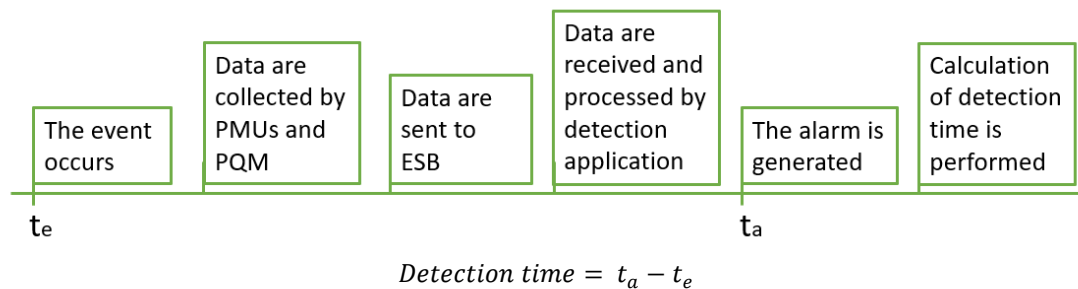 The event
occurs
Data are
collected by
PMUs and
PQM
Data are
sent to
ESB
Data are
received and
processed by
detection
application
The alarm is
generated
Calculation
of detection
time is
performed
te
ta
Detection time = ta − te